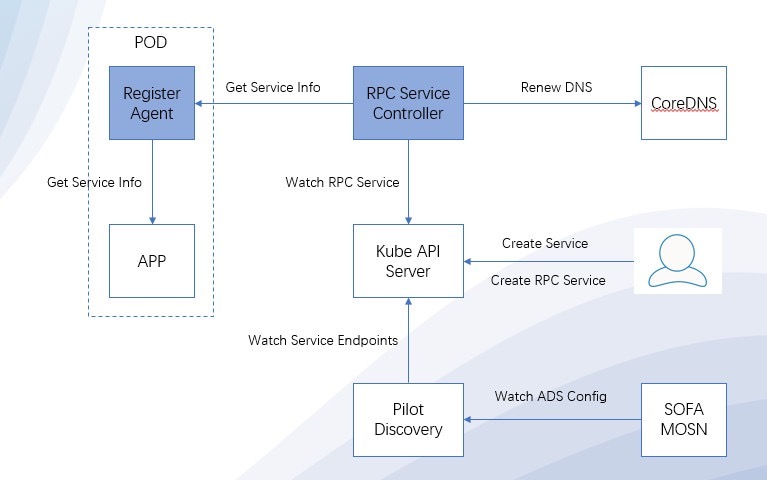 POD
Register
Agent
Get Service Info
RPC Service
Controller
Renew DNS
CoreDNS
Get Service Info
Watch RPC Service
APP
Kube API
Server
Create Service
Create RPC Service
Watch Service Endpoints
Pilot
Discovery
Watch ADS Config
SOFA
MOSN